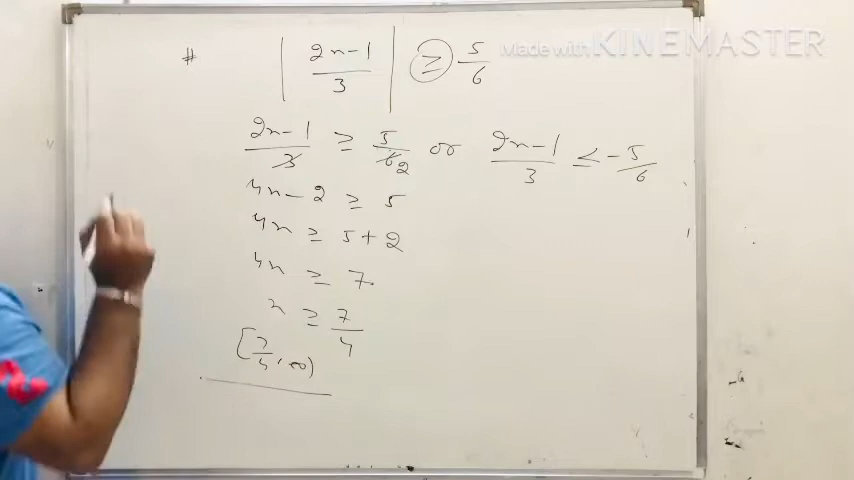 # | 2x-1 / 3 | ≥ 5/6
Made with KINEMASTER
2x-1 / 3 ≥ 5/6 2 or 2x-1 / 3 ≤ -5/6
4x - 2 ≥ 5
4x ≥ 5 + 2
4x ≥ 7
x ≥ 7/4
[7/4, ∞)